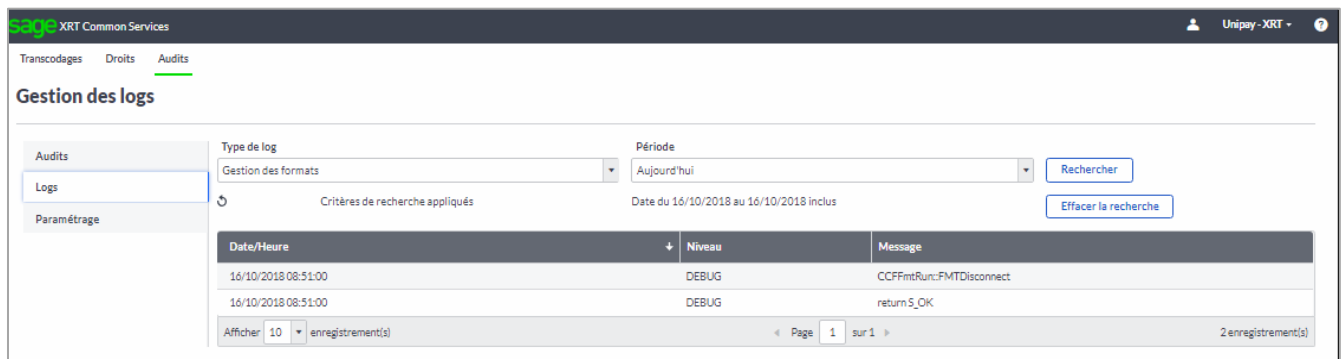 sage XRT Common Services Unipay - XRT ?
Transcodages Droits Audits
Gestion des logs
Audits
Logs
Paramétrage
Type de log Période
Gestion des formats Aujourd'hui Rechercher
Critères de recherche appliqués Date du 16/10/2018 au 16/10/2018 inclus Effacer la recherche
Date/Heure Niveau Message
16/10/2018 08:51:00 DEBUG CCFFmtRun::FMTDisconnect
16/10/2018 08:51:00 DEBUG return S_OK
Afficher 10 enregistrement(s) Page 1 sur 1 2 enregistrement(s)